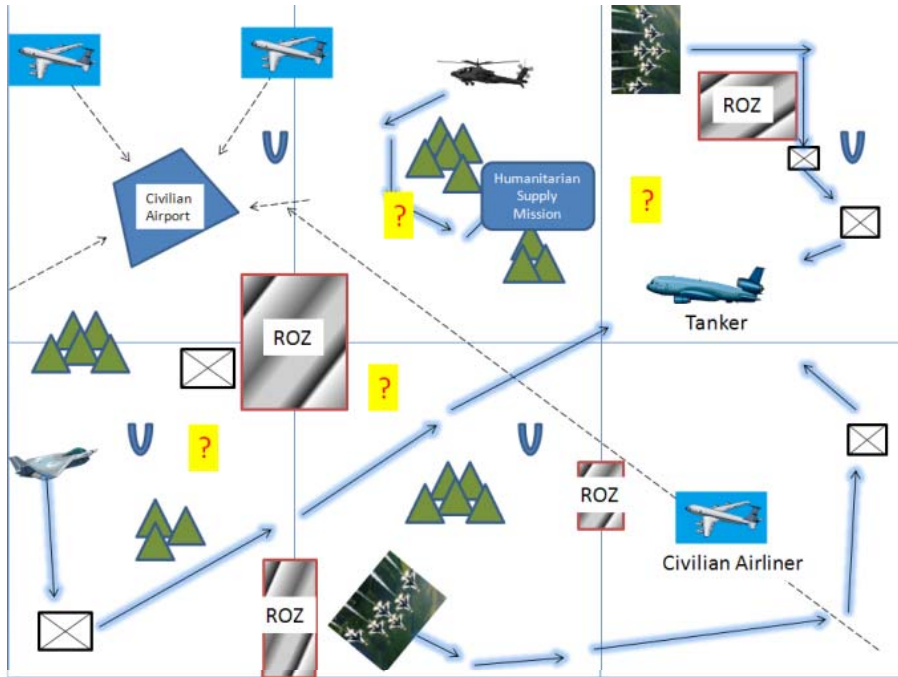 ROZ
Civilian
Airport
Humanitarian
Supply
Mission
?
?
Tanker
ROZ
?
?
ROZ
Civilian Airliner
ROZ